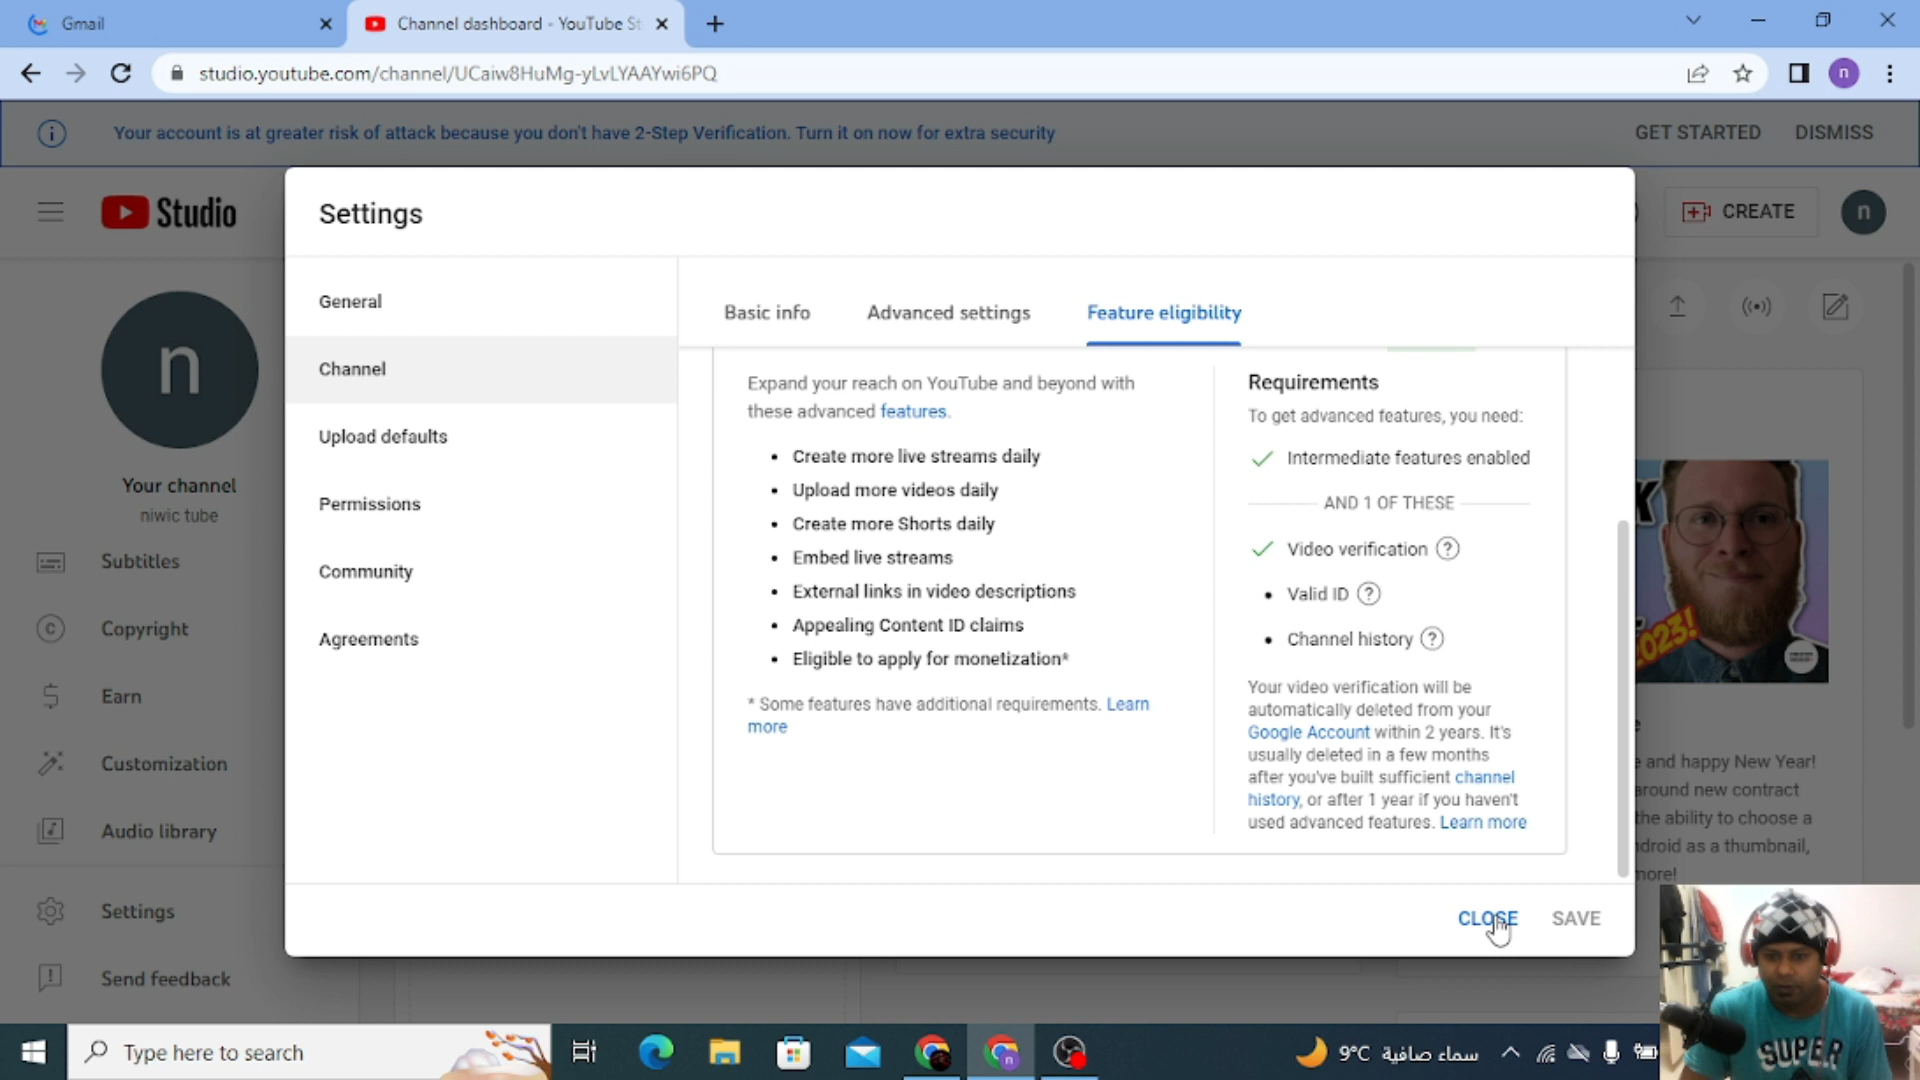 Gmail
Channel dashboard - YouTube St
studio.youtube.com/channel/UCaiw8HuMg-yLvLYAAYwi6PQ
n
Your account is at greater risk of attack because you don't have 2-Step Verification. Turn it on now for extra security
GET STARTED
DISMISS
Studio
CREATE
n
Settings
n
Your channel
niwic tube
Subtitles
Copyright
Earn
Customization
Audio library
Settings
Send feedback
General
Channel
Upload defaults
Permissions
Community
Agreements
Basic info
Advanced settings
Feature eligibility
Expand your reach on YouTube and beyond with
these advanced features.
• Create more live streams daily
• Upload more videos daily
• Create more Shorts daily
• Embed live streams
• External links in video descriptions
• Appealing Content ID claims
• Eligible to apply for monetization*
* Some features have additional requirements. Learn
more
Requirements
To get advanced features, you need:
Intermediate features enabled
AND 1 OF THESE
Video verification
• Valid ID
• Channel history
Your video verification will be
automatically deleted from your
Google Account within 2 years. It's
usually deleted in a few months
after you've built sufficient channel
history, or after 1 year if you haven't
used advanced features. Learn more
CLOSE
SAVE
K
2023!
e
e and happy New Year!
around new contract
the ability to choose a
ndroid as a thumbnail,
more!
SUPER
Type here to search
n
9°C سماء صافية